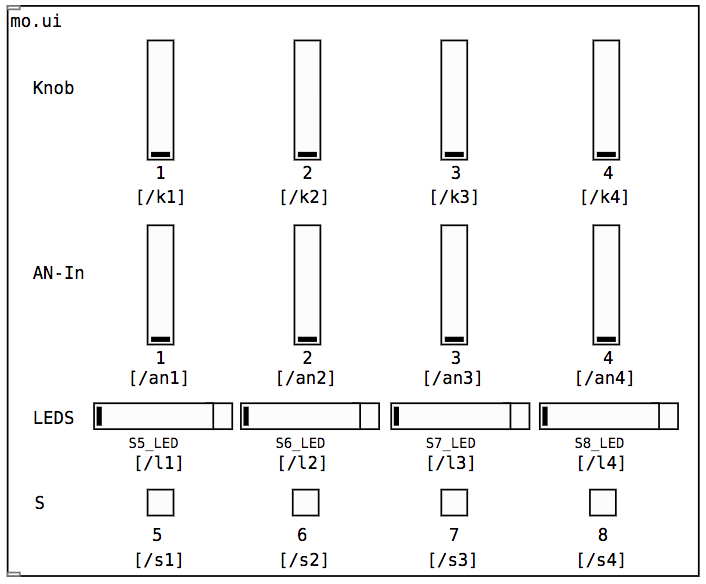 mo.ui
Knob
1 2 3 4
[/k1] [/k2] [/k3] [/k4]
AN-In
1 2 3 4
[/an1] [/an2] [/an3] [/an4]
LEDS
S5_LED S6_LED S7_LED S8_LED
[/l1] [/l2] [/l3] [/l4]
S
5 6 7 8
[/s1] [/s2] [/s3] [/s4]